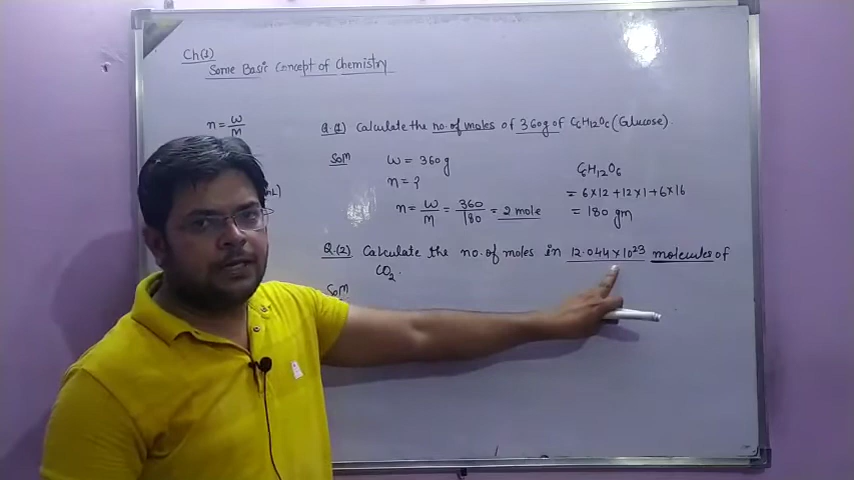 Ch(1)
Some Basic Concept of Chemistry
n = w/M
Q.(1) Calculate the no. of moles of 360g of C6H12O6 (Glucose).
Soln
w = 360 g
n = ?
n = w/M = 360/180 = 2 mole
C6H12O6
= 6×12 + 12×1 + 6×16
= 180 gm
mL)
Q.(2) Calculate the no. of moles in 12.044×10²³ molecules of
CO2.
Soln